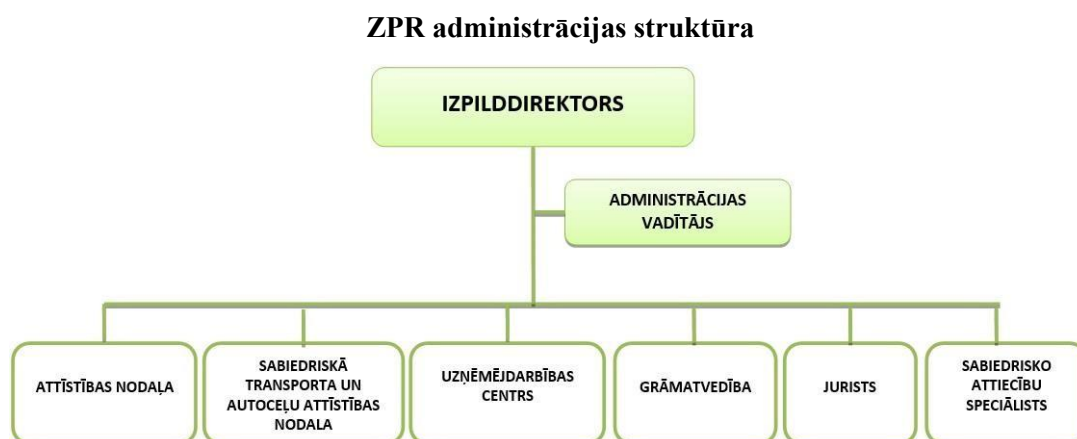 ZPR administrācijas struktūra
IZPILDDIREKTORS
ADMINISTRĀCIJAS
VADĪTĀJS
ATTĪSTĪBAS NODAĻA
SABIEDRISKĀ
TRANSPORTA UN
AUTOCEĻU ATTĪSTĪBAS
NODALA
UZŅĒMĒJDARBĪBAS
CENTRS
GRĀMATVEDĪBA
JURISTS
SABIEDRISKO
ATTIECĪBU
SPECIĀLISTS